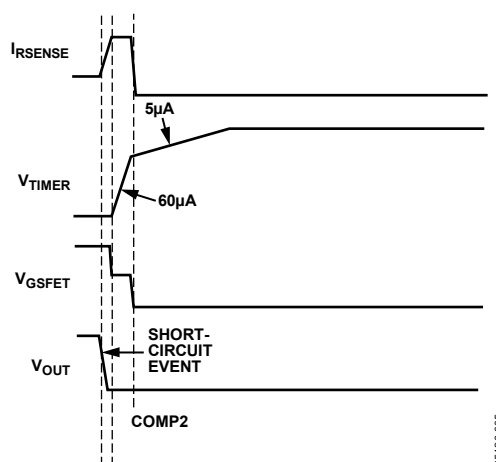 IRSENSE
5µA
VTIMER
60µA
VGSFET
SHORT-
CIRCUIT
EVENT
VOUT
COMP2